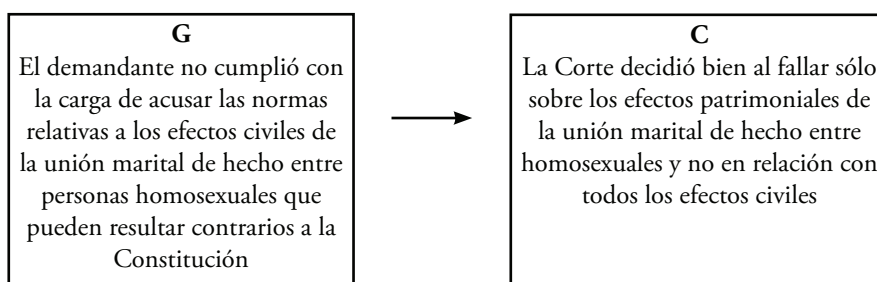 G
El demandante no cumplió con
la carga de acusar las normas
relativas a los efectos civiles de
la unión marital de hecho entre
personas homosexuales que
pueden resultar contrarios a la
Constitución
C
La Corte decidió bien al fallar sólo
sobre los efectos patrimoniales de
la unión marital de hecho entre
homosexuales y no en relación con
todos los efectos civiles